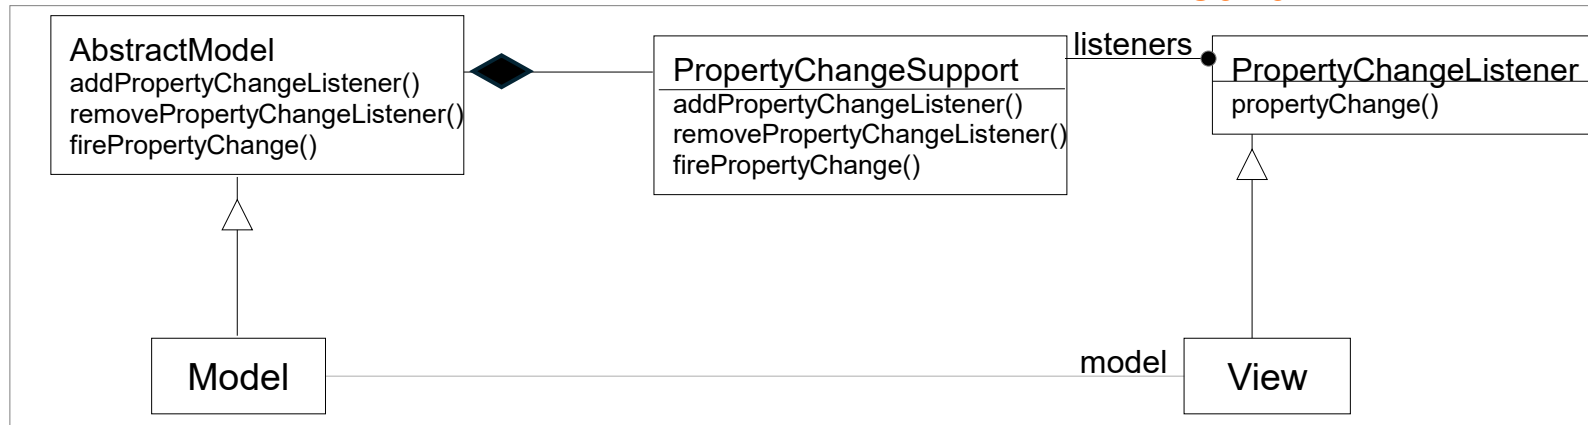 AbstractModel
addPropertyChangeListener()
removePropertyChangeListener()
firePropertyChange()
PropertyChangeSupport
addPropertyChangeListener()
removePropertyChangeListener()
firePropertyChange()
listeners
PropertyChangeListener
propertyChange()
Model
model
View